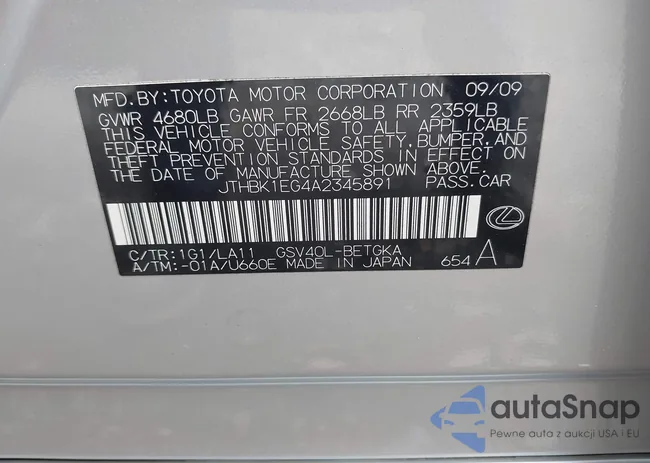 MFD. BY: TOYOTA MOTOR CORPORATION 09/09
GVWR 4680LB GAWR FR 2668LB RR 2359LB
THIS VEHICLE CONFORMS TO ALL APPLICABLE
FEDERAL MOTOR VEHICLE SAFETY, BUMPER, AND
THEFT PREVENTION STANDARDS IN EFFECT ON
THE DATE OF MANUFACTURE SHOWN ABOVE.
JTHBK1EG4A2345891 PASS. CAR
C/TR: 1G1/LA11 GSV40L-BETGKA
A/TM: -01A/U660E MADE IN JAPAN 654 A
autaSnap
Pewne auta z aukcji USA i EU